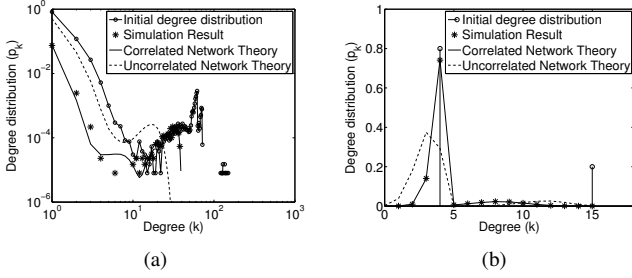 (a)
10^0
10^-2
10^-4
10^-6
10^0
10^1
10^2
10^3
Degree (k)
Degree distribution (p_k)
Initial degree distribution
Simulation Result
Correlated Network Theory
Uncorrelated Network Theory
(a)
(b)
1
0.8
0.6
0.4
0.2
0
0
5
10
15
Degree (k)
Degree distribution (p_k)
Initial degree distribution
Simulation Result
Correlated Network Theory
Uncorrelated Network Theory
(b)